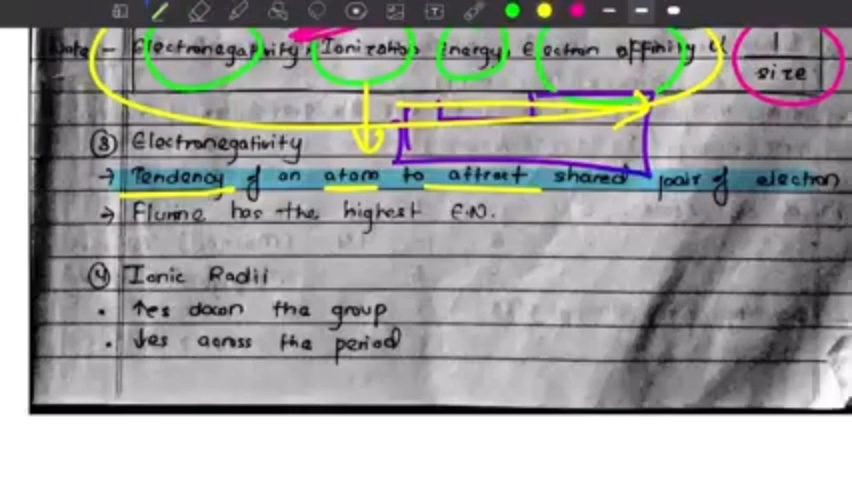 Note - Electronegativity, Ionization Energy, Electron affinity α 1/size
③ Electronegativity
→ Tendency of an atom to attract shared pair of electron
→ Flurine has the highest E.N.
④ Ionic Radii
• ↑es down the group
• ↓es across the period